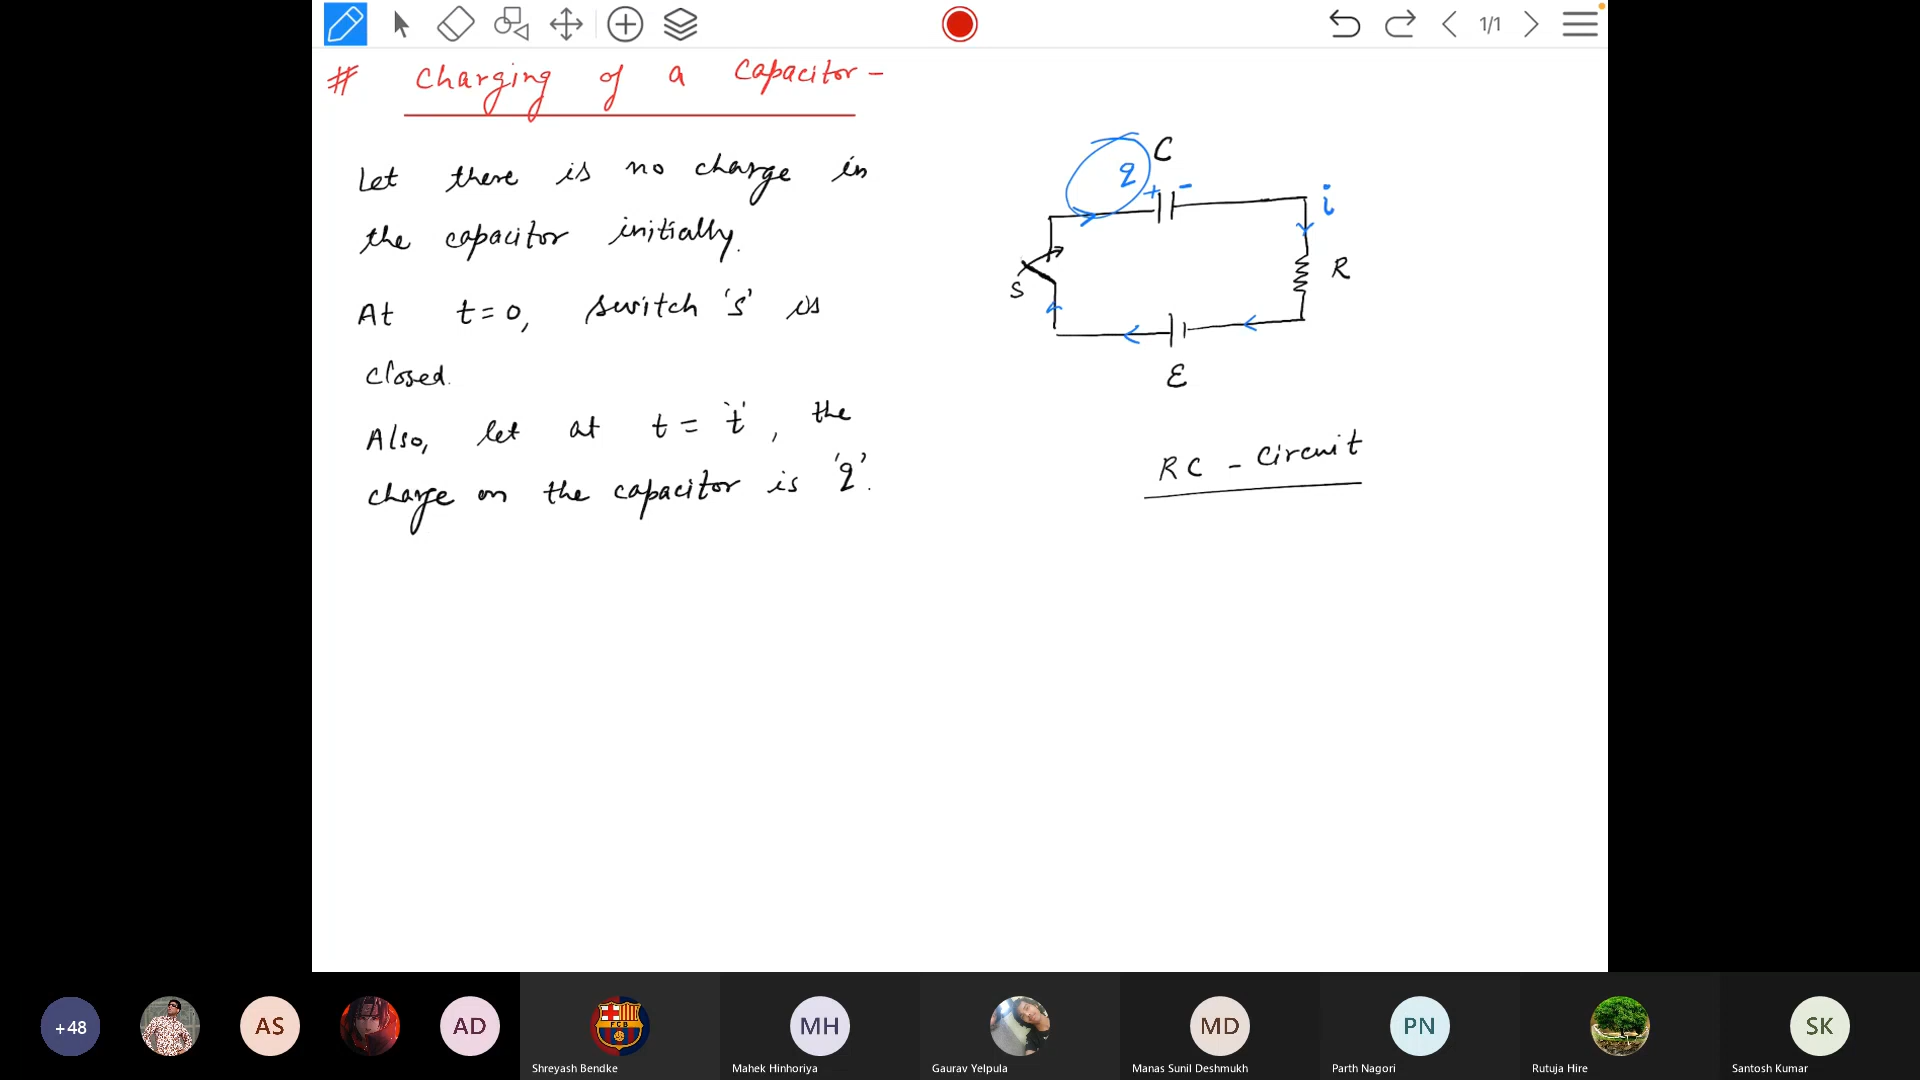 1/1
# Charging of a Capacitor -
Let there is no charge in
the capacitor initially.
At t=0, switch 's' is
closed.
Also, let at t = 't', the
charge on the capacitor is 'q'.
C
q
+ -
i
S
R
ε
RC - Circuit
+48
AS
AD
FCB
Shreyash Bendke
MH
Mahek Hinhoriya
Gaurav Yelpula
MD
Manas Sunil Deshmukh
PN
Parth Nagori
Rutuja Hire
SK
Santosh Kumar